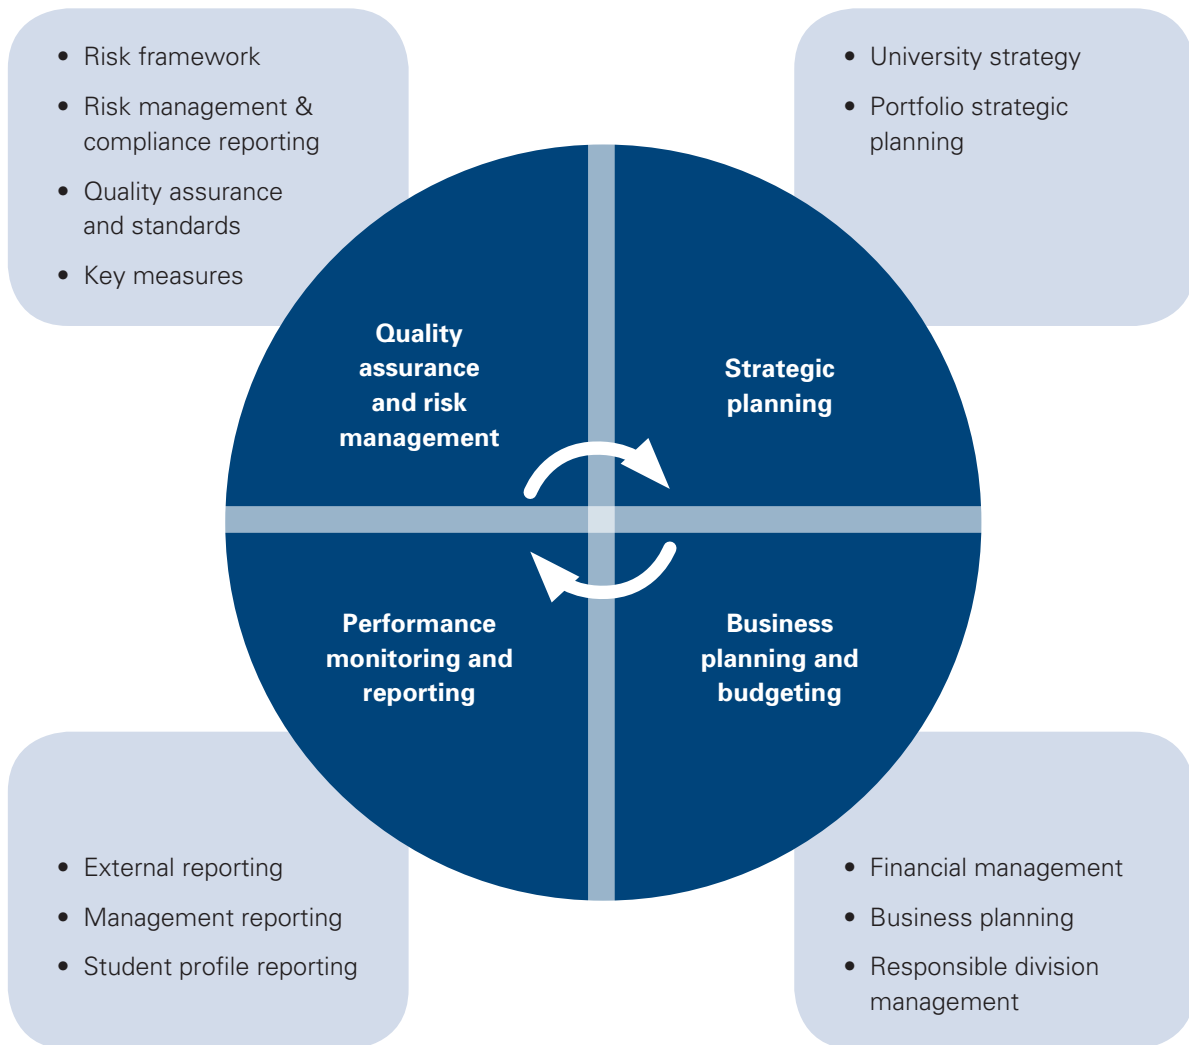 • Risk framework
• Risk management &
compliance reporting
• Quality assurance
and standards
• Key measures
• University strategy
• Portfolio strategic
planning
Quality
assurance
and risk
management
Strategic
planning
Performance
monitoring and
reporting
Business
planning and
budgeting
• External reporting
• Management reporting
• Student profile reporting
• Financial management
• Business planning
• Responsible division
management